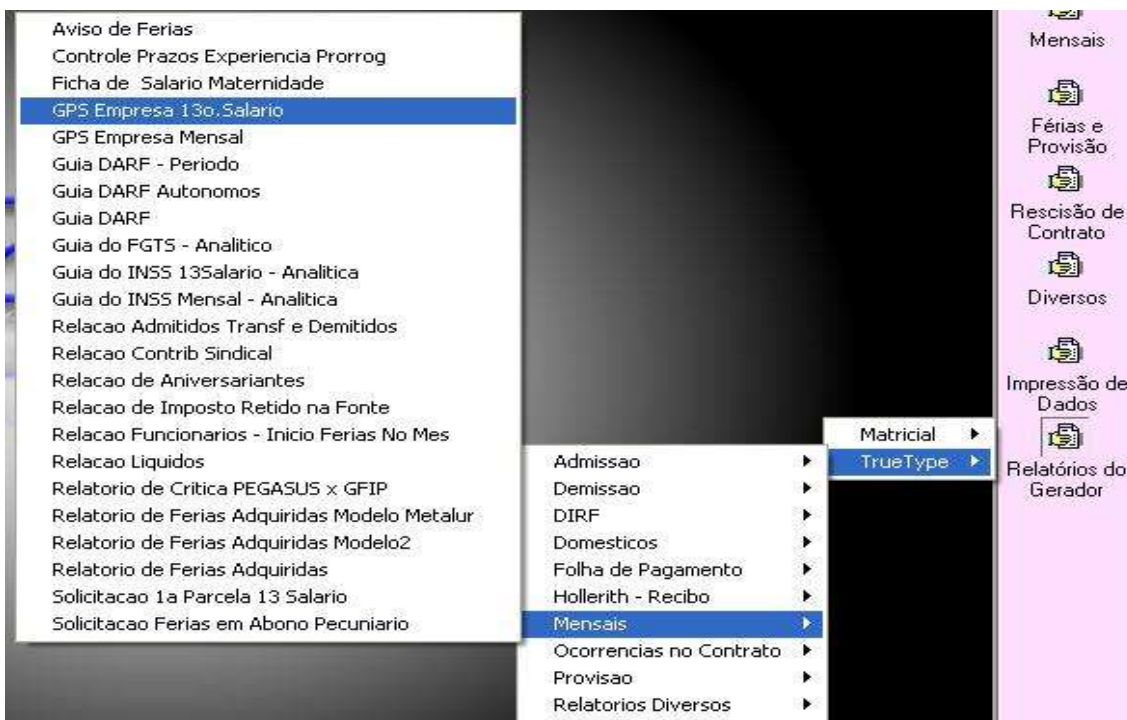 Aviso de Ferias
Controle Prazos Experiencia Prorrog
Ficha de Salario Maternidade
GPS Empresa 13o.Salario
GPS Empresa Mensal
Guia DARF - Periodo
Guia DARF Autonomos
Guia DARF
Guia do FGTS - Analitico
Guia do INSS 13Salario - Analitica
Guia do INSS Mensal - Analitica
Relacao Admitidos Transf e Demitidos
Relacao Contrib Sindical
Relacao de Aniversariantes
Relacao de Imposto Retido na Fonte
Relacao Funcionarios - Inicio Ferias No Mes
Relacao Liquidos
Relatorio de Critica PEGASUS x GFIP
Relatorio de Ferias Adquiridas Modelo Metalur
Relatorio de Ferias Adquiridas Modelo2
Relatorio de Ferias Adquiridas
Solicitacao 1a Parcela 13 Salario
Solicitacao Ferias em Abono Pecuniario
Admissao
Demissao
DIRF
Domesticos
Folha de Pagamento
Hollerith - Recibo
Mensais
Ocorrencias no Contrato
Provisao
Relatorios Diversos
Matricial
TrueType
Mensais
Férias e
Provisão
Rescisão de
Contrato
Diversos
Impressão de
Dados
Relatórios do
Gerador